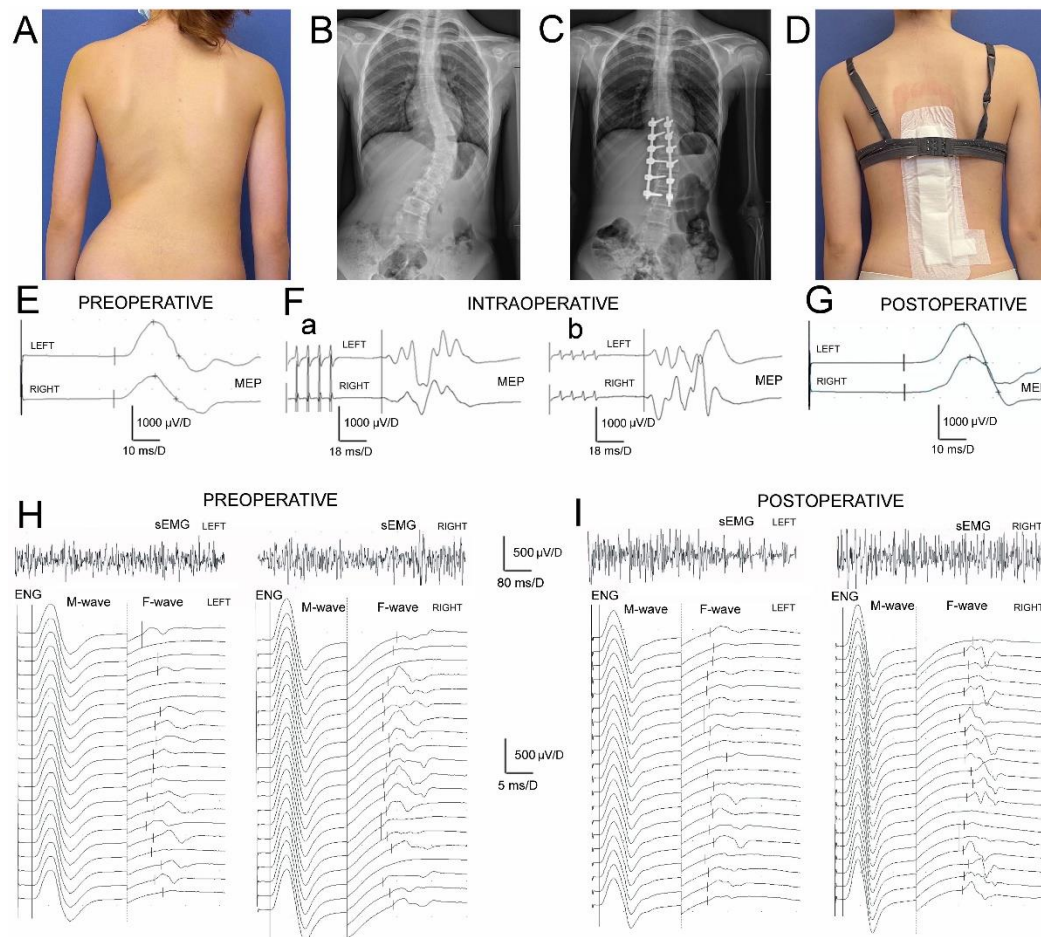 A
B
C
D
E
PREOPERATIVE
LEFT
RIGHT
MEP
1000 µV/D
10 ms/D
F
INTRAOPERATIVE
a
LEFT
RIGHT
MEP
1000 µV/D
18 ms/D
b
LEFT
RIGHT
MEP
1000 µV/D
18 ms/D
G
POSTOPERATIVE
LEFT
RIGHT
MEP
1000 µV/D
10 ms/D
H
PREOPERATIVE
sEMG LEFT
sEMG RIGHT
500 µV/D
80 ms/D
ENG M-wave F-wave LEFT
ENG M-wave F-wave RIGHT
500 µV/D
5 ms/D
I
POSTOPERATIVE
sEMG LEFT
sEMG RIGHT
ENG M-wave F-wave LEFT
ENG M-wave F-wave RIGHT